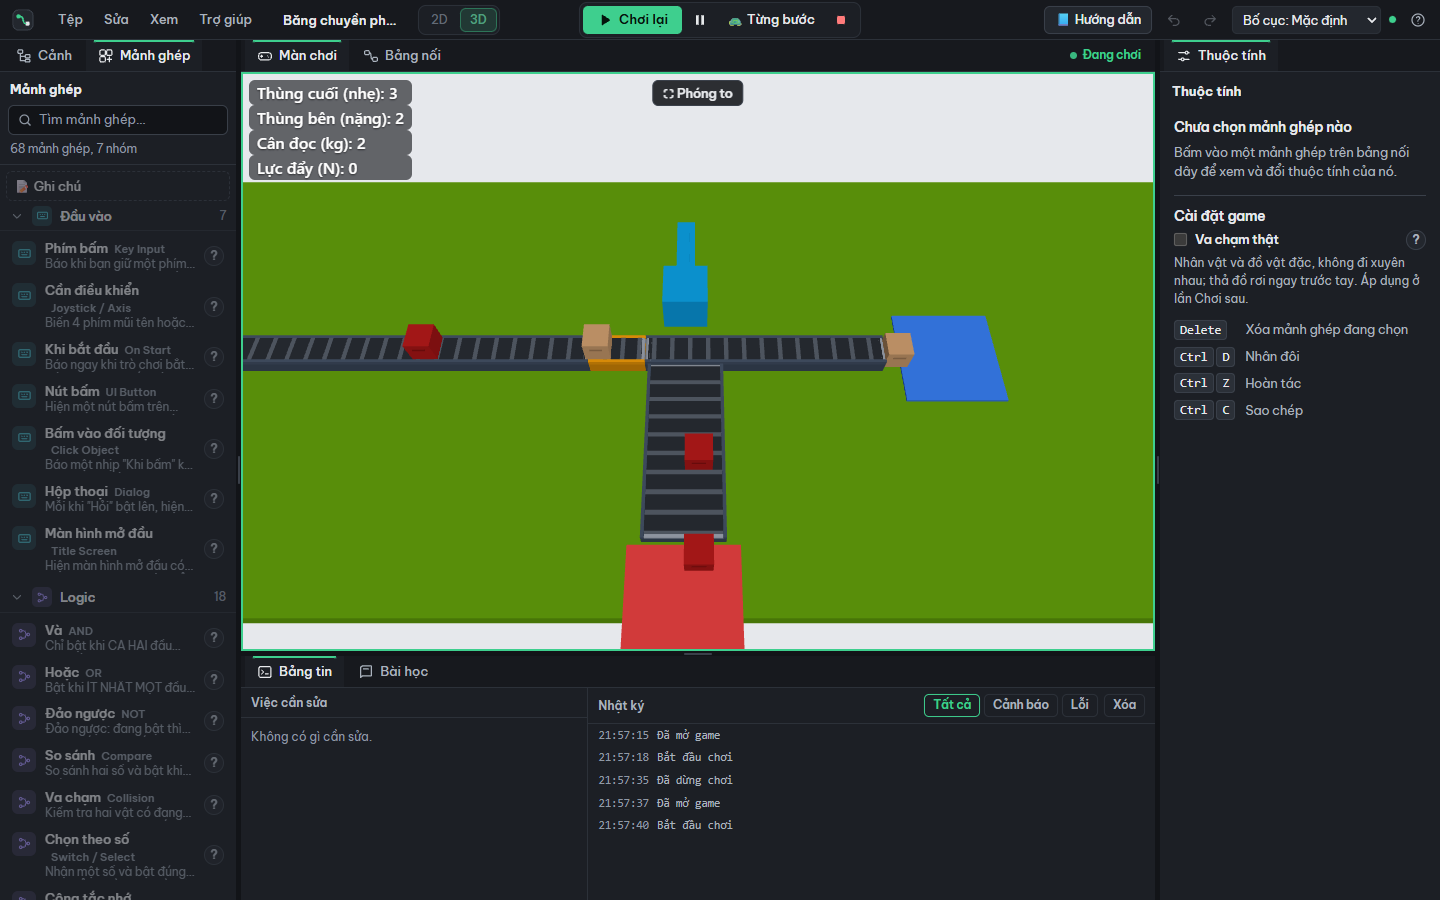 Tệp
Sửa
Xem
Trợ giúp
Băng chuyền ph...
2D
3D
Chơi lại
Từng bước
Hướng dẫn
Bố cục: Mặc định
Cảnh
Mảnh ghép
Mảnh ghép
Tìm mảnh ghép...
68 mảnh ghép, 7 nhóm
Ghi chú
Đầu vào
7
Phím bấm Key Input
Báo khi bạn giữ một phím...
Cần điều khiển
Joystick / Axis
Biến 4 phím mũi tên hoặc...
Khi bắt đầu On Start
Báo ngay khi trò chơi bắt...
Nút bấm UI Button
Hiện một nút bấm trên...
Bấm vào đối tượng
Click Object
Báo một nhịp "Khi bấm" k...
Hộp thoại Dialog
Mỗi khi "Hỏi" bật lên, hiện...
Màn hình mở đầu
Title Screen
Hiện màn hình mở đầu có...
Logic
18
Và AND
Chỉ bật khi CẢ HAI đầu...
Hoặc OR
Bật khi ÍT NHẤT MỘT đầu...
Đảo ngược NOT
Đảo ngược: đang bật thì...
So sánh Compare
So sánh hai số và bật khi...
Va chạm Collision
Kiểm tra hai vật có đang...
Chọn theo số
Switch / Select
Nhận một số và bật đúng...
Công tắc nhớ
Màn chơi
Bảng nối
Đang chơi
Thùng cuối (nhẹ): 3
Thùng bên (nặng): 2
Cân đọc (kg): 2
Lực đẩy (N): 0
Phóng to
Bảng tin
Bài học
Việc cần sửa
Không có gì cần sửa.
Nhật ký
Tất cả
Cảnh báo
Lỗi
Xóa
21:57:15 Đã mở game
21:57:18 Bắt đầu chơi
21:57:35 Đã dừng chơi
21:57:37 Đã mở game
21:57:40 Bắt đầu chơi
Thuộc tính
Thuộc tính
Chưa chọn mảnh ghép nào
Bấm vào một mảnh ghép trên bảng nối
dây để xem và đổi thuộc tính của nó.
Cài đặt game
Va chạm thật
?
Nhân vật và đồ vật đặc, không đi xuyên
nhau; thả đồ rơi ngay trước tay. Áp dụng ở
lần Chơi sau.
Delete Xóa mảnh ghép đang chọn
Ctrl D Nhân đôi
Ctrl Z Hoàn tác
Ctrl C Sao chép